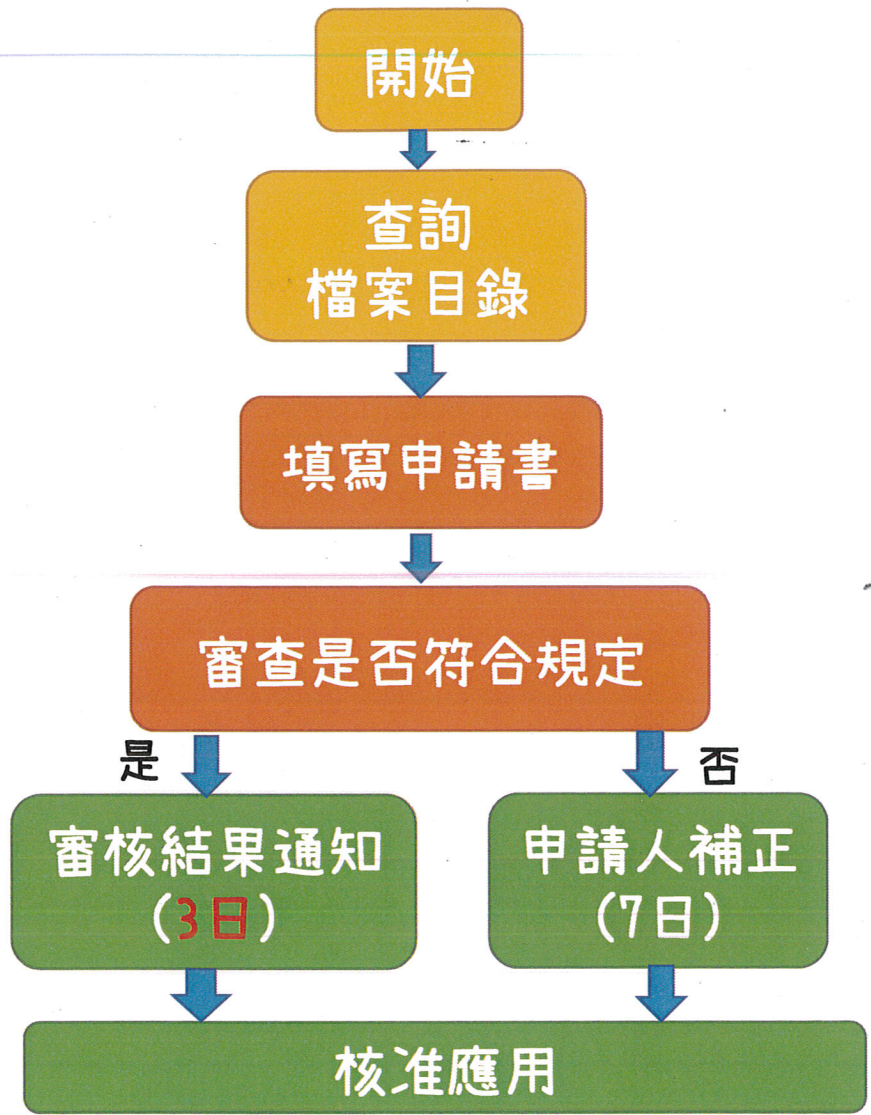 開始
查詢
檔案目錄
填寫申請書
審查是否符合規定
是
否
審核結果通知
(3日)
申請人補正
(7日)
核准應用